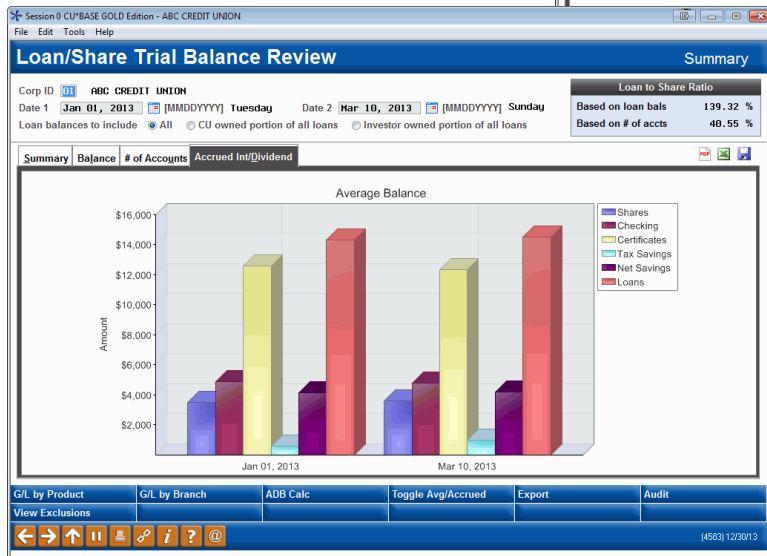 Session 0 CU*BASE GOLD Edition - ABC CREDIT UNION
File Edit Tools Help
Loan/Share Trial Balance Review Summary
Corp ID 01 ABC CREDIT UNION
Loan to Share Ratio
Date 1 Jan 01, 2013 [MMDDYYYY] Tuesday Date 2 Mar 10, 2013 [MMDDYYYY] Sunday
Based on loan bals 139.32 %
Loan balances to include All CU owned portion of all loans Investor owned portion of all loans
Based on # of accts 40.55 %
Summary Balance # of Accounts Accrued Int/Dividend
PDF
Average Balance
$16,000
$14,000
$12,000
$10,000
$8,000
$6,000
$4,000
$2,000
Amount
Shares
Checking
Certificates
Tax Savings
Net Savings
Loans
Jan 01, 2013 Mar 10, 2013
G/L by Product G/L by Branch ADB Calc Toggle Avg/Accrued Export Audit
View Exclusions
i ? @
(4563) 12/30/13